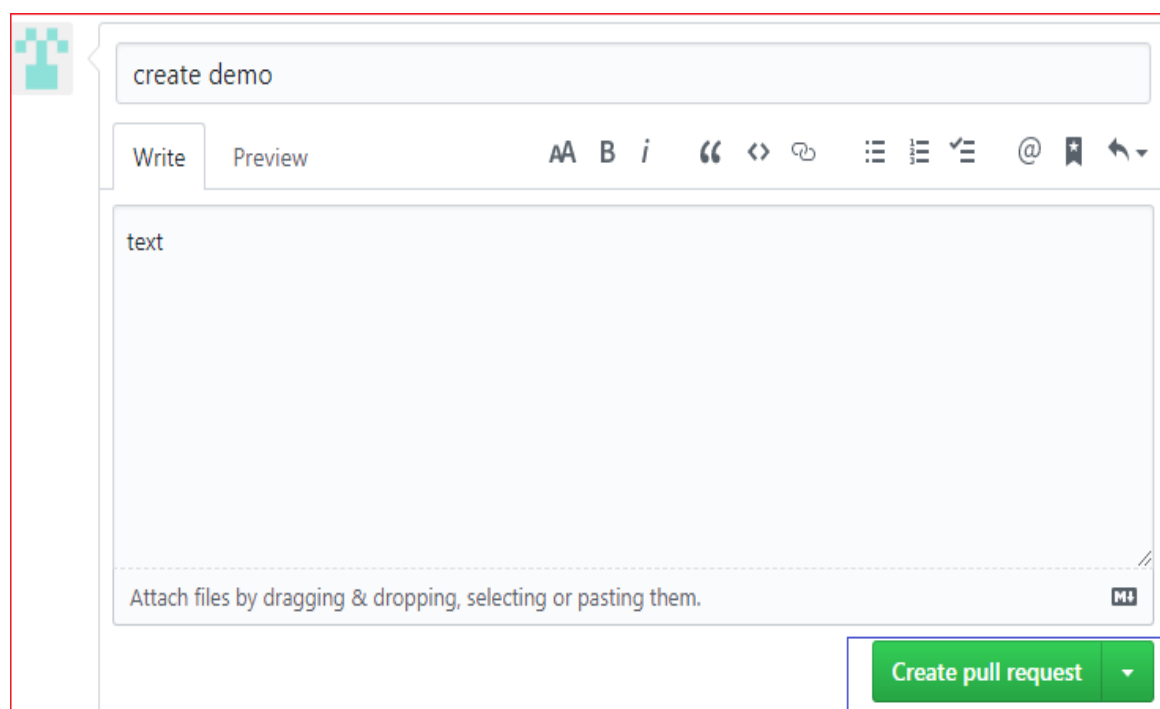 create demo
Write Preview AA B i @
text
Attach files by dragging & dropping, selecting or pasting them.
Create pull request